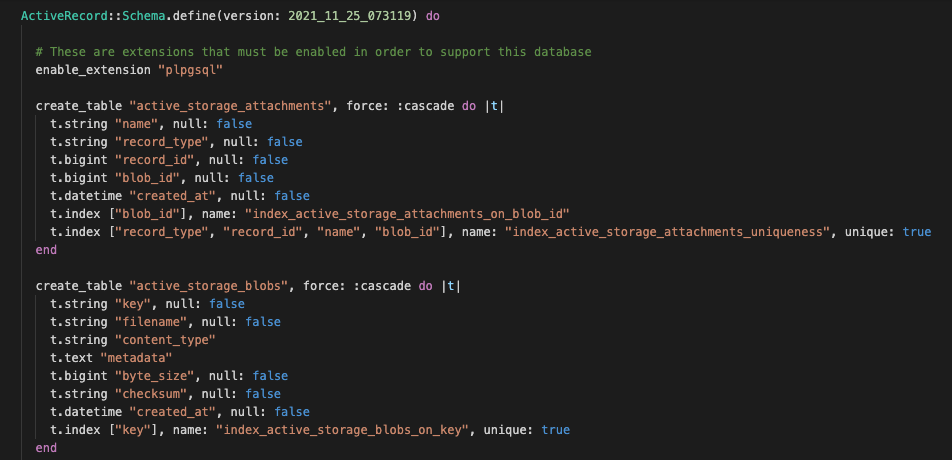 ActiveRecord::Schema.define(version: 2021_11_25_073119) do
# These are extensions that must be enabled in order to support this database
enable_extension "plpgsql"
create_table "active_storage_attachments", force: :cascade do |t|
t.string "name", null: false
t.string "record_type", null: false
t.bigint "record_id", null: false
t.bigint "blob_id", null: false
t.datetime "created_at", null: false
t.index ["blob_id"], name: "index_active_storage_attachments_on_blob_id"
t.index ["record_type", "record_id", "name", "blob_id"], name: "index_active_storage_attachments_uniqueness", unique: true
end
create_table "active_storage_blobs", force: :cascade do |t|
t.string "key", null: false
t.string "filename", null: false
t.string "content_type"
t.text "metadata"
t.bigint "byte_size", null: false
t.string "checksum", null: false
t.datetime "created_at", null: false
t.index ["key"], name: "index_active_storage_blobs_on_key", unique: true
end